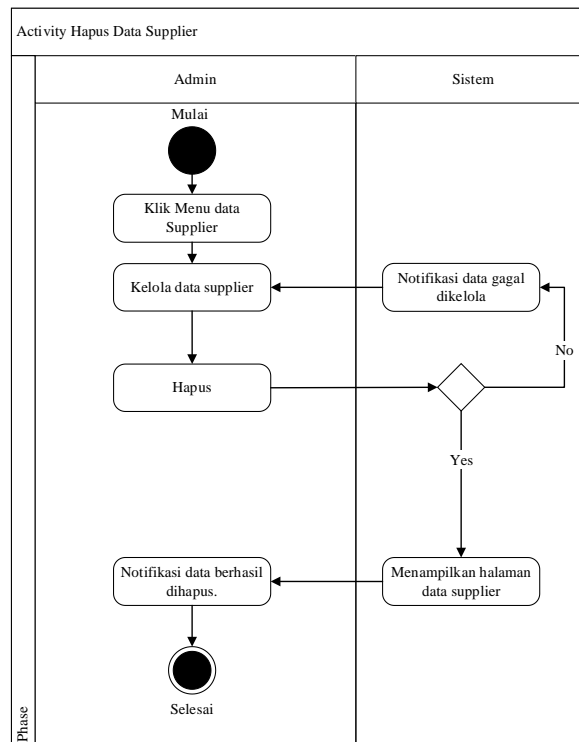 Activity Hapus Data Supplier
Admin
Sistem
Mulai
Klik Menu data
Supplier
Kelola data supplier
Notifikasi data gagal
dikelola
No
Hapus
Yes
Notifikasi data berhasil
dihapus.
Menampilkan halaman
data supplier
Selesai
Phase